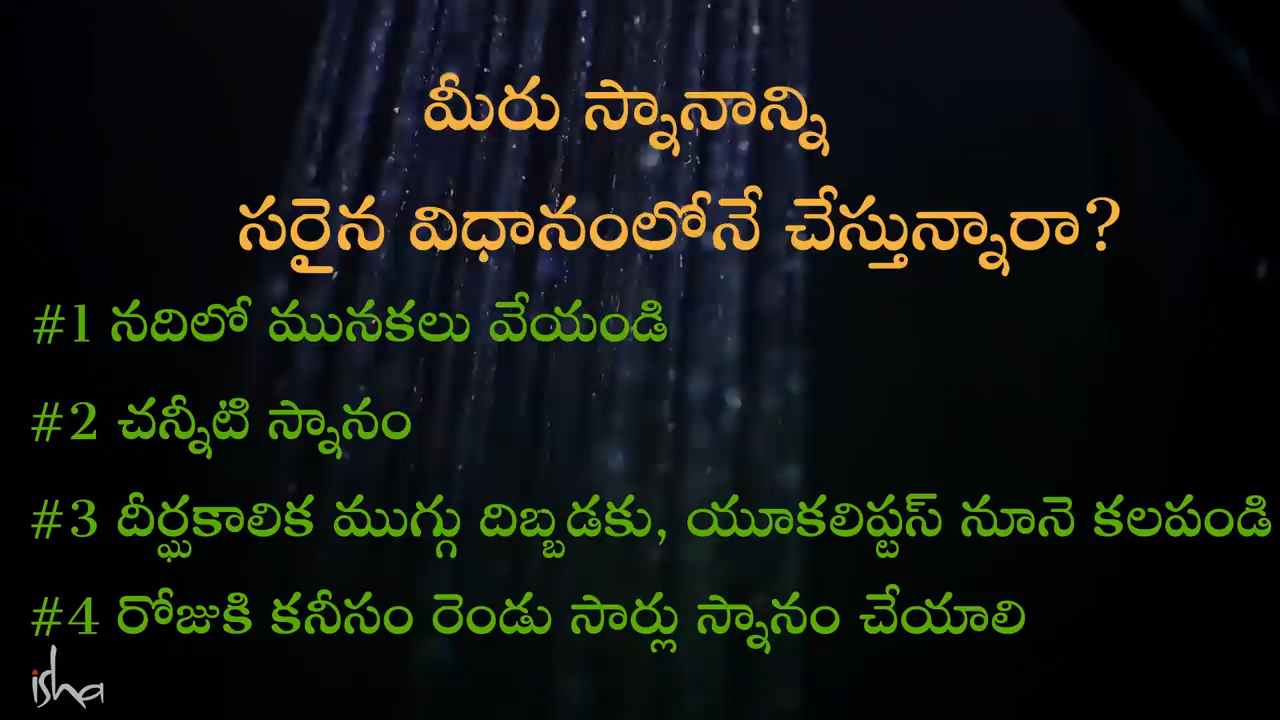 మీరు స్నానాన్ని
సరైన విధానంలోనే చేస్తున్నారా?
#1 నదిలో మునకలు వేయండి
#2 చన్నీటి స్నానం
#3 దీర్ఘకాలిక ముగ్గు దిబ్బడకు, యూకలిప్టస్ నూనె కలపండి
#4 రోజుకి కనీసం రెండు సార్లు స్నానం చేయాలి
isha